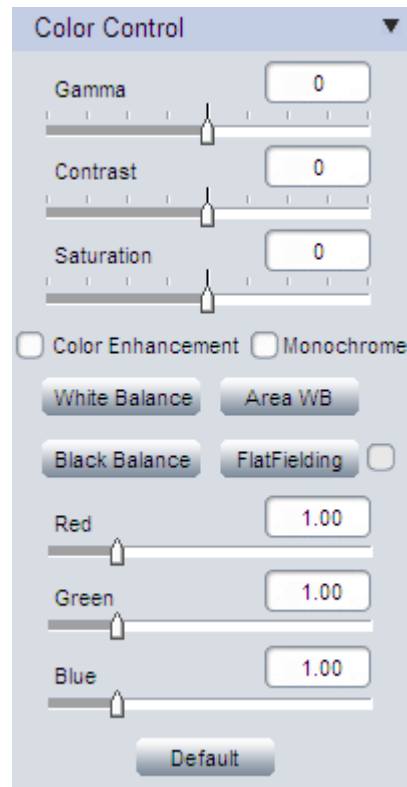 Color Control
Gamma 0
Contrast 0
Saturation 0
Color Enhancement Monochrome
White Balance Area WB
Black Balance FlatFielding
Red 1.00
Green 1.00
Blue 1.00
Default